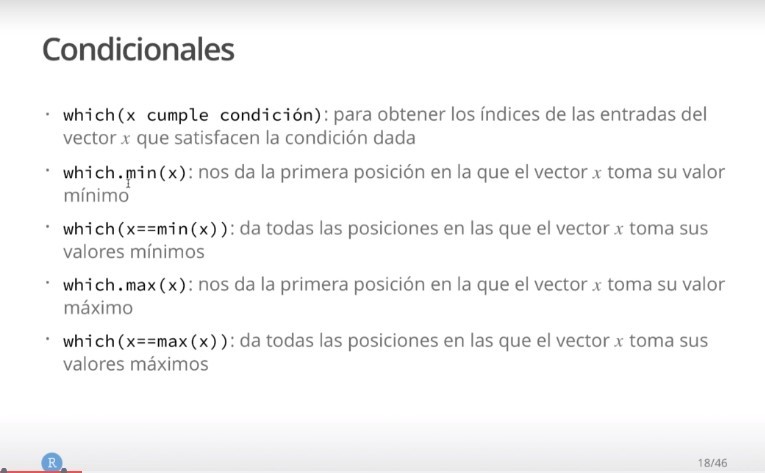 Condicionales
· which(x cumple condición): para obtener los índices de las entradas del
vector x que satisfacen la condición dada
· which.min(x): nos da la primera posición en la que el vector x toma su valor
mínimo
· which(x==min(x)): da todas las posiciones en las que el vector x toma sus
valores mínimos
· which.max(x): nos da la primera posición en la que el vector x toma su valor
máximo
· which(x==max(x)): da todas las posiciones en las que el vector x toma sus
valores máximos
R
18/46